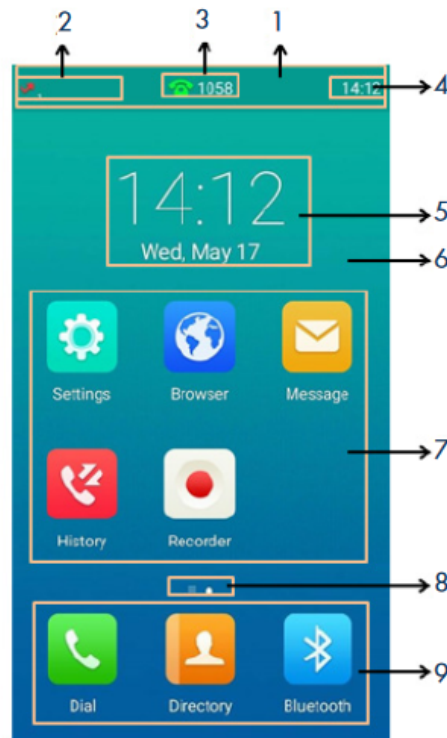 2 3 1
1058 14:12 4
14:12 5
Wed, May 17
6
Settings Browser Message
7
History Recorder
8
9
Dial Directory Bluetooth